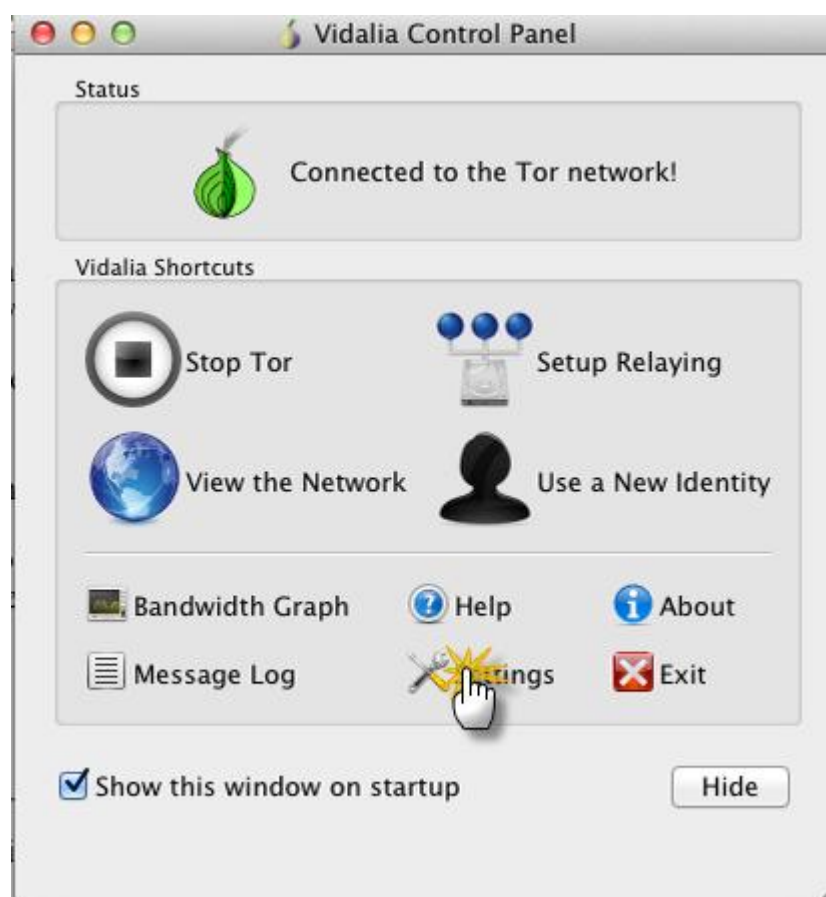 Vidalia Control Panel
Status
Connected to the Tor network!
Vidalia Shortcuts
Stop Tor
Setup Relaying
View the Network
Use a New Identity
Bandwidth Graph
Help
About
Message Log
ttings
Exit
Show this window on startup
Hide